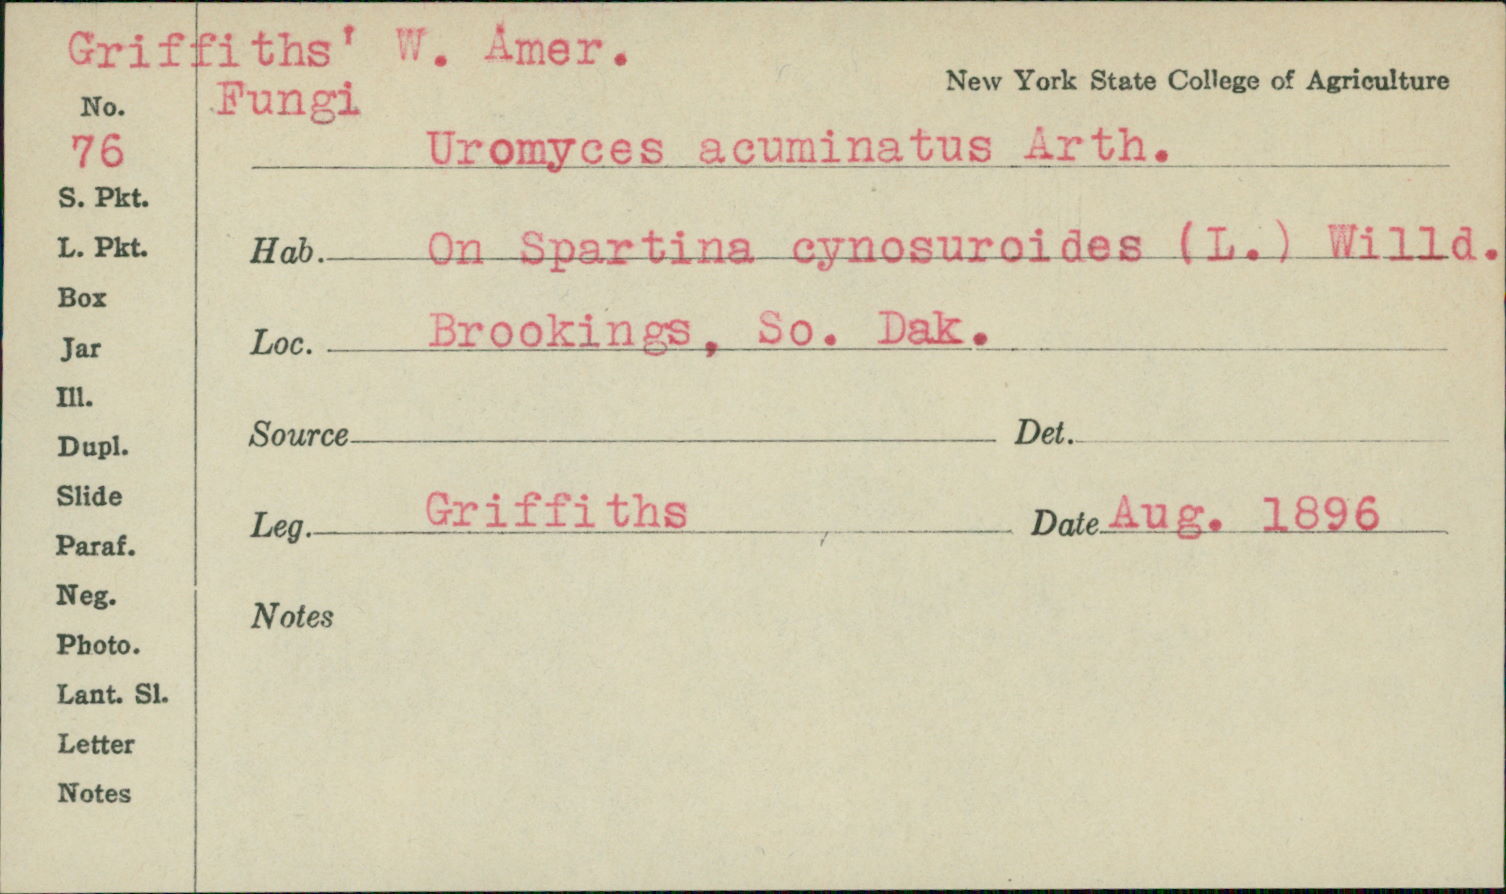 Griffiths' W. Amer.
Fungi
New York State College of Agriculture
No.
76
Uromyces acuminatus Arth.
S. Pkt.
L. Pkt.
Hab. On Spartina cynosuroides (L.) Willd.
Box
Jar
Loc. Brookings, So. Dak.
Ill.
Dupl.
Source Det.
Slide
Leg. Griffiths Date Aug. 1896
Paraf.
Neg.
Notes
Photo.
Lant. Sl.
Letter
Notes